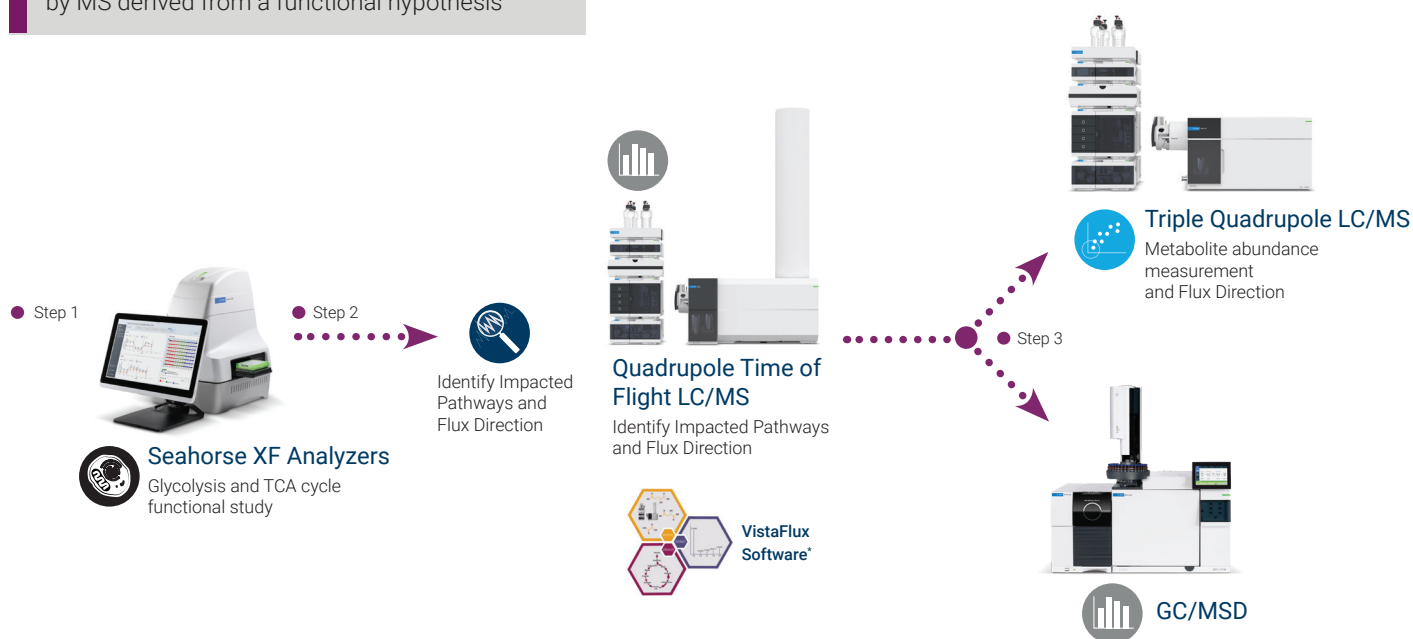 by MS derived from a functional hypothesis
Step 1
Seahorse XF Analyzers
Glycolysis and TCA cycle
functional study
Step 2
Identify Impacted
Pathways and
Flux Direction
Quadrupole Time of
Flight LC/MS
Identify Impacted Pathways
and Flux Direction
VistaFlux
Software*
Step 3
Triple Quadrupole LC/MS
Metabolite abundance
measurement
and Flux Direction
GC/MSD